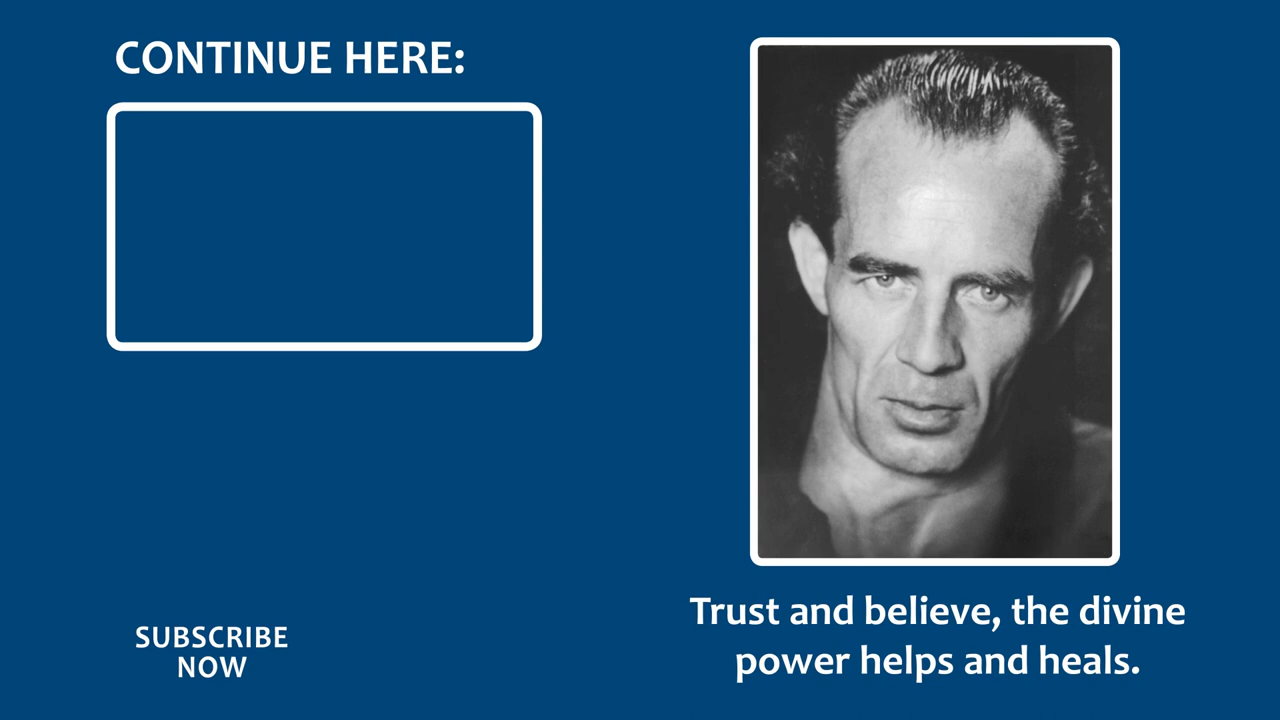 CONTINUE HERE:
SUBSCRIBE
NOW
Trust and believe, the divine
power helps and heals.